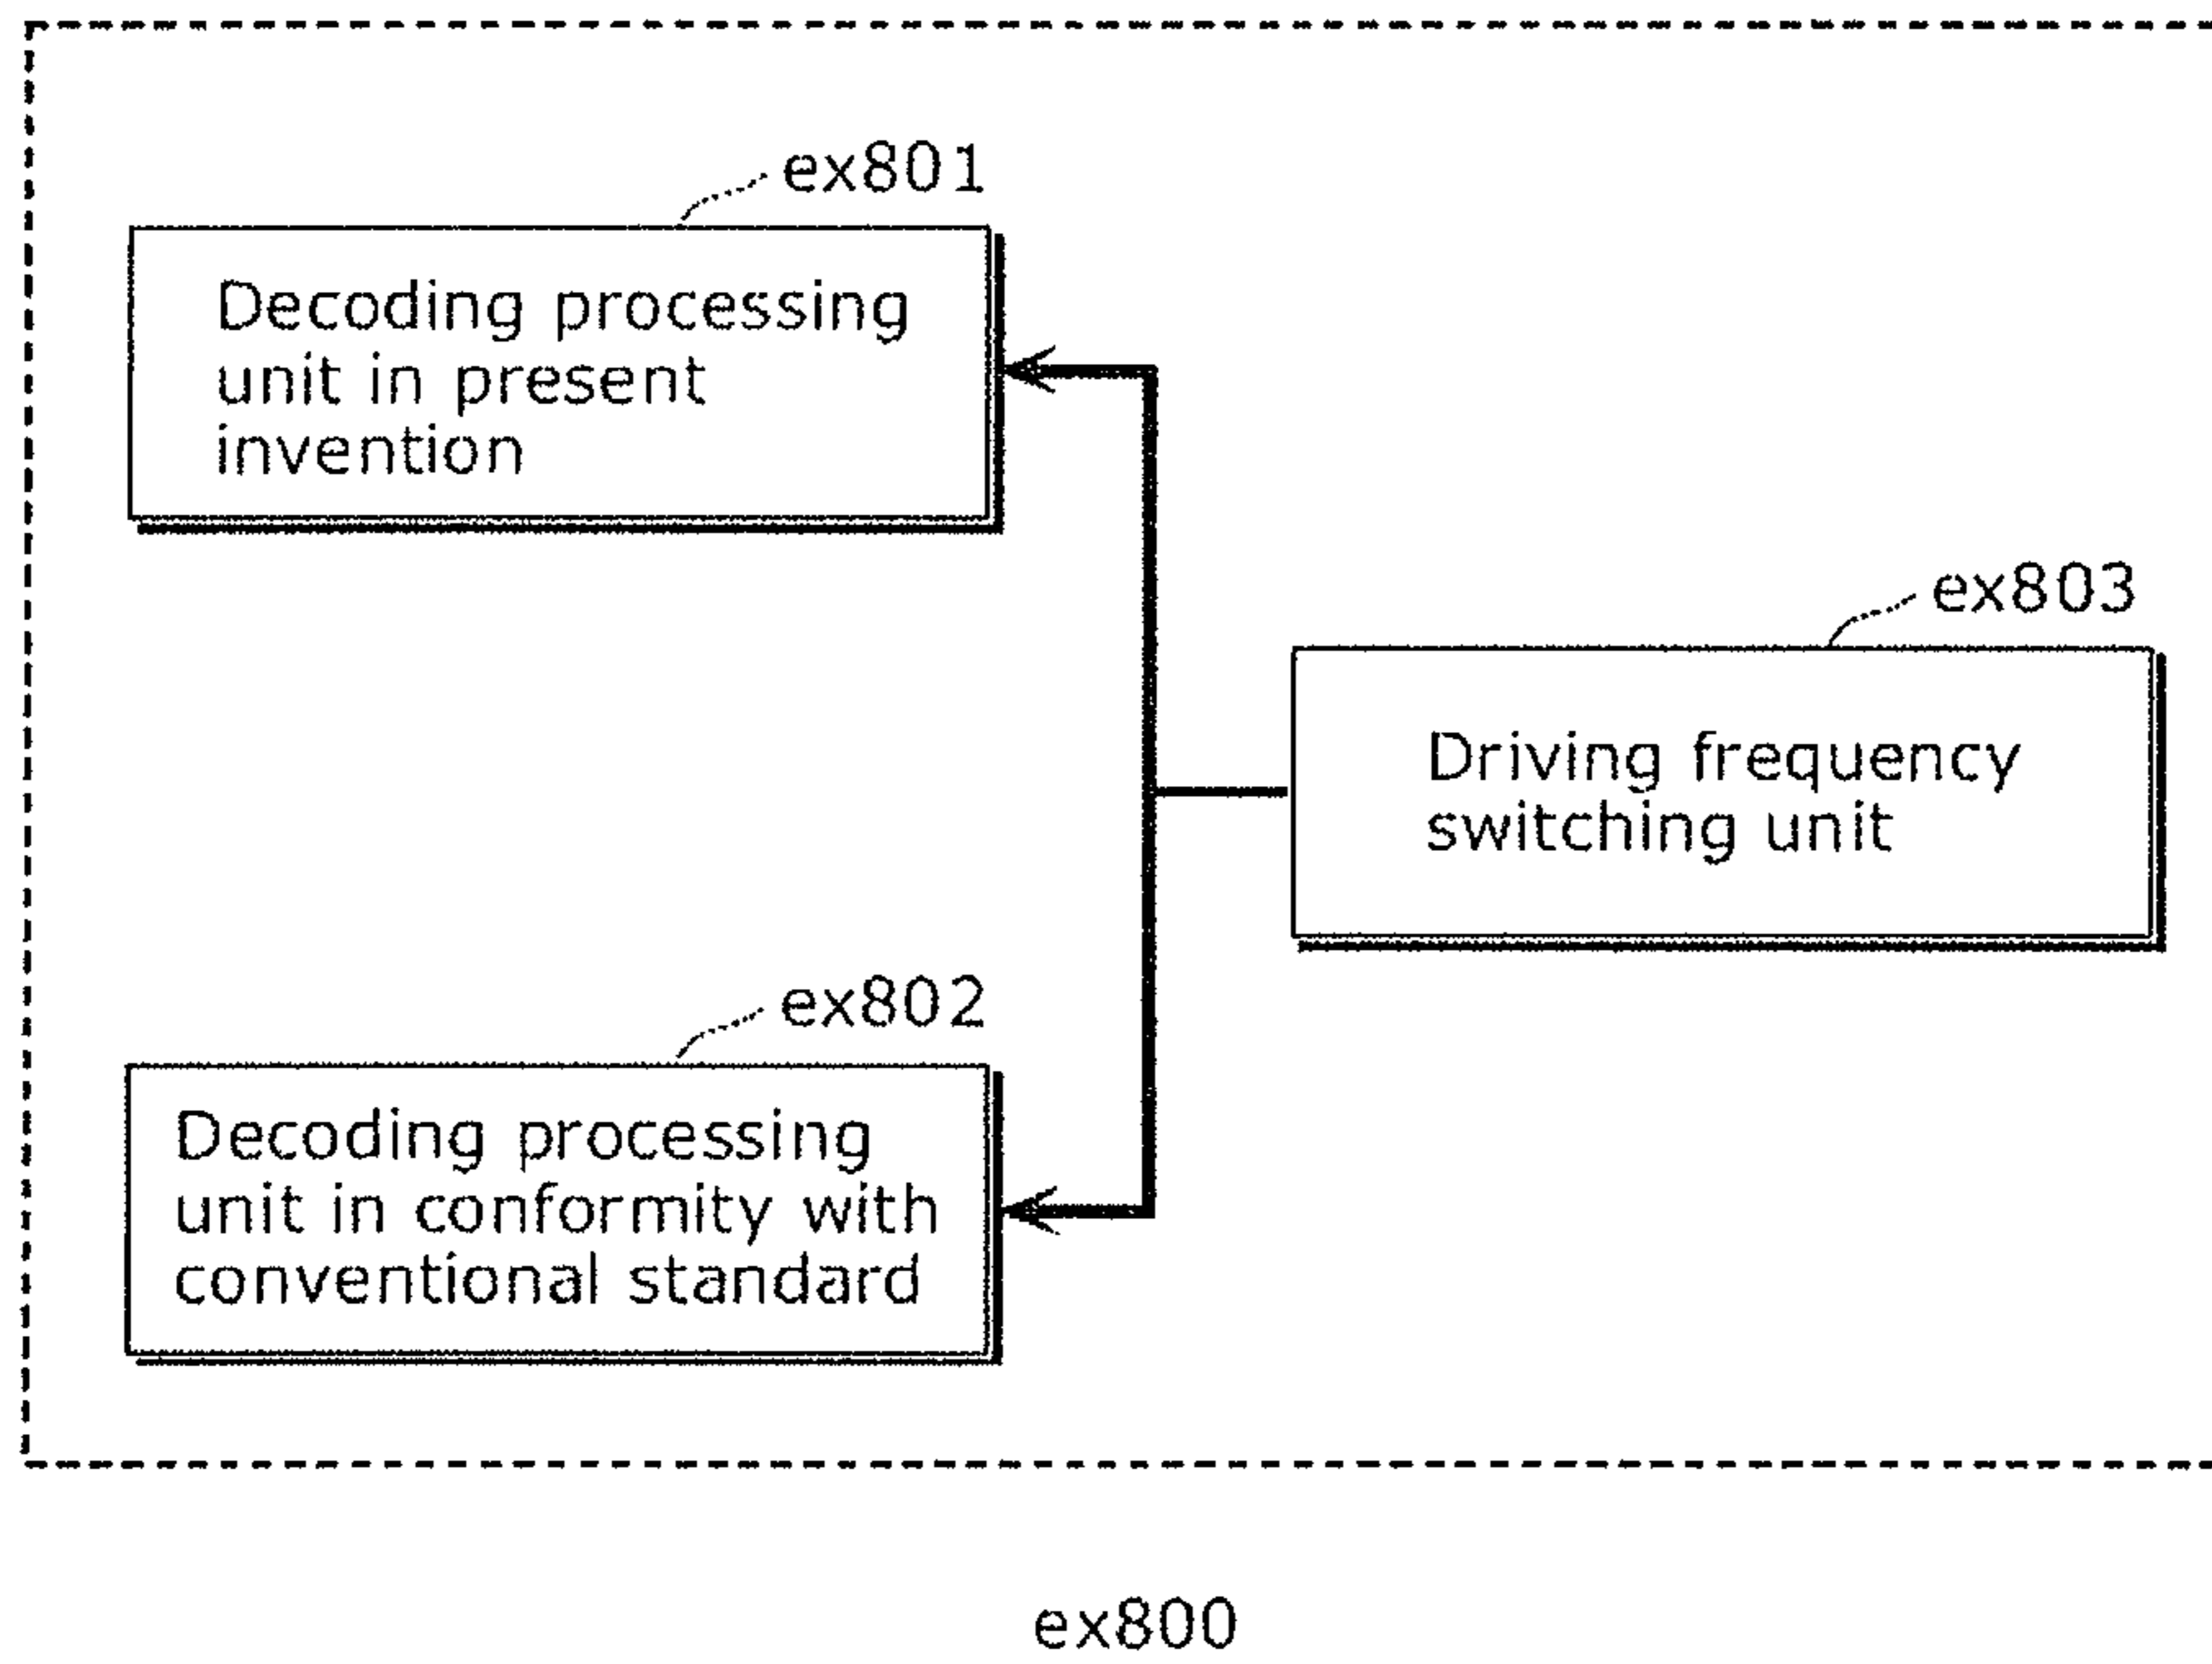 ex801
Decoding processing
unit in present
invention
ex803
Driving frequency
switching unit
ex802
Decoding processing
unit in conformity with
conventional standard
ex800